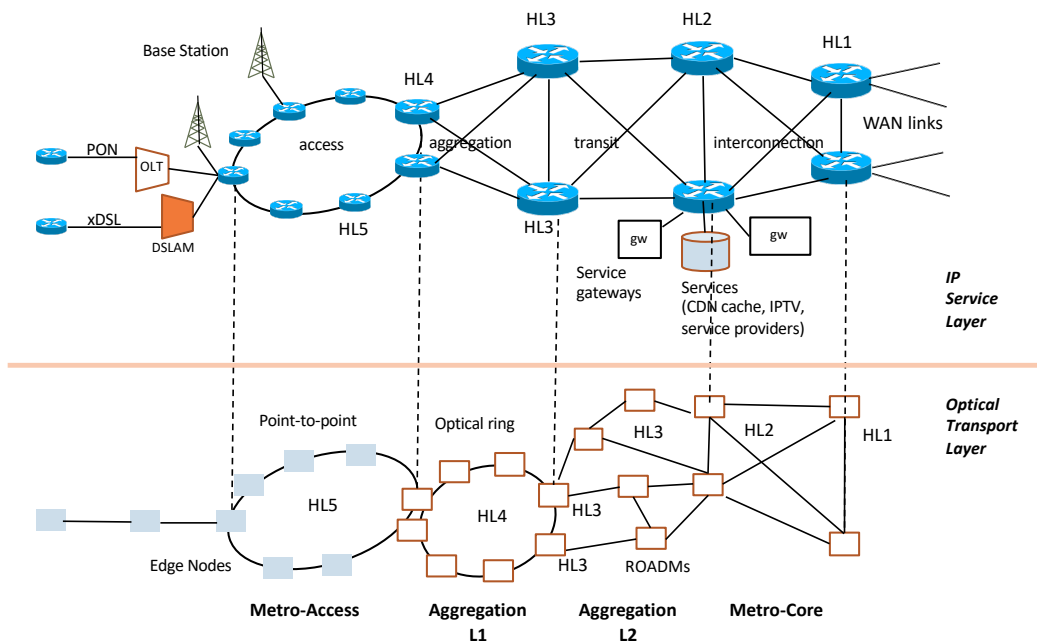 HL3
HL2
HL1
Base Station
HL4
access
aggregation
transit
interconnection
WAN links
PON
OLT
xDSL
DSLAM
HL5
HL3
gw
gw
Service
gateways
Services
(CDN cache, IPTV,
service providers)
IP
Service
Layer
Point-to-point
Optical ring
HL3
HL2
HL1
Optical
Transport
Layer
HL5
HL4
HL3
HL3
Edge Nodes
ROADMs
Metro-Access
Aggregation
L1
Aggregation
L2
Metro-Core